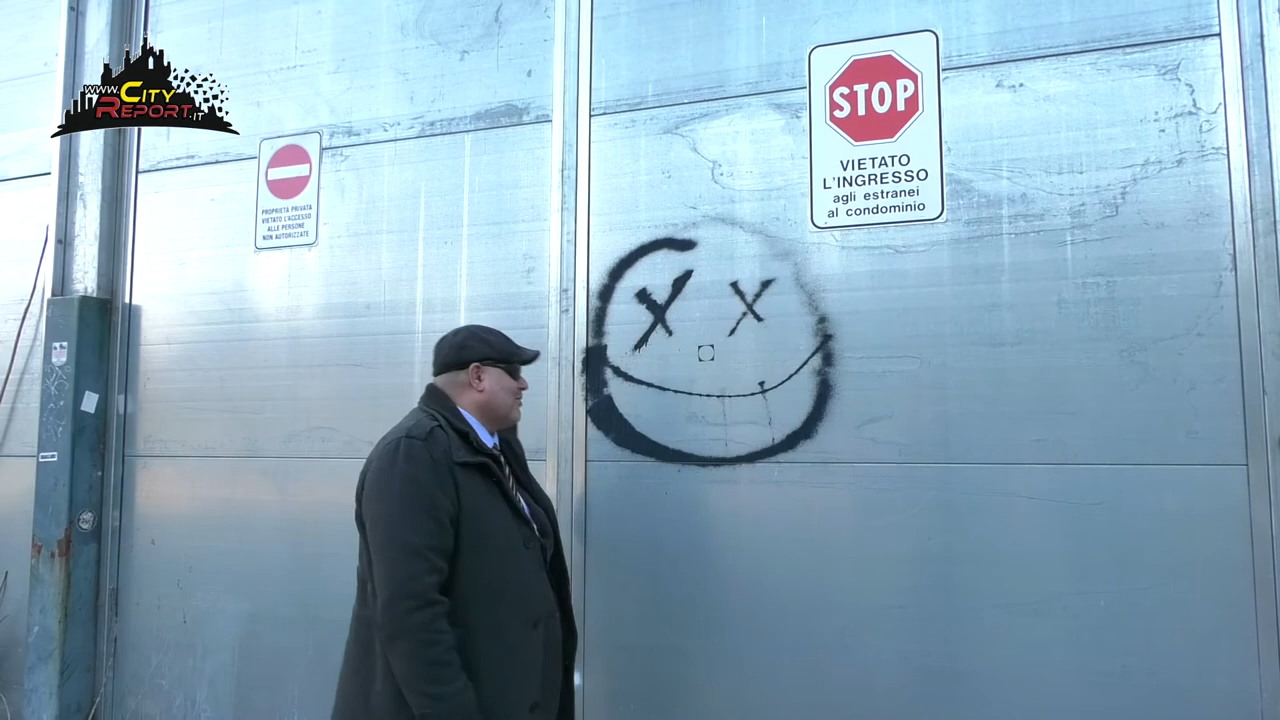 www.City
Report.it
PROPRIETÀ PRIVATA
VIETATO L'ACCESSO
ALLE PERSONE
NON AUTORIZZATE
STOP
VIETATO
L'INGRESSO
agli estranei
al condominio